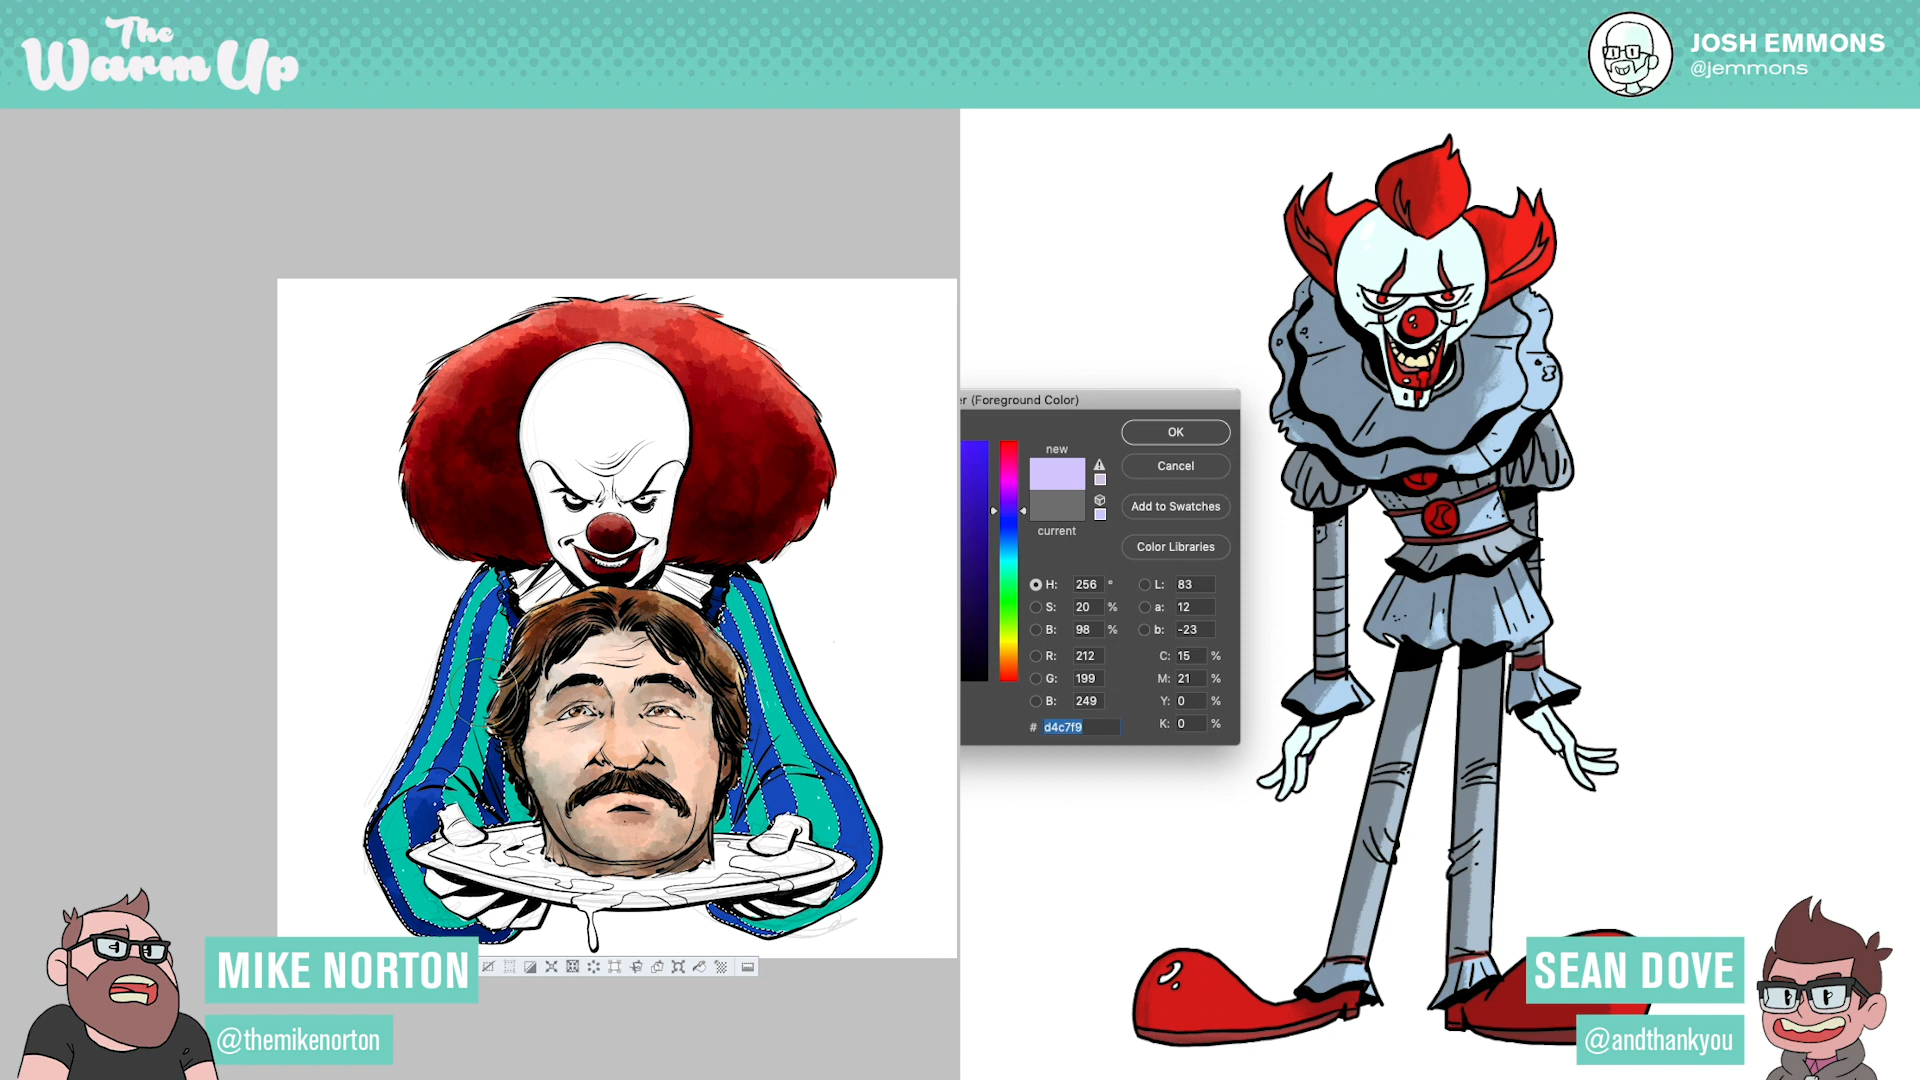 The
Warm Up
JOSH EMMONS
@jemmons
er (Foreground Color)
new
current
OK
Cancel
Add to Swatches
Color Libraries
H: 256 °
L: 83
S: 20 %
a: 12
B: 98 %
b: -23
R: 212
C: 15 %
G: 199
M: 21 %
B: 249
Y: 0 %
# d4c7f9
K: 0 %
MIKE NORTON
@themikenorton
SEAN DOVE
@andthankyou